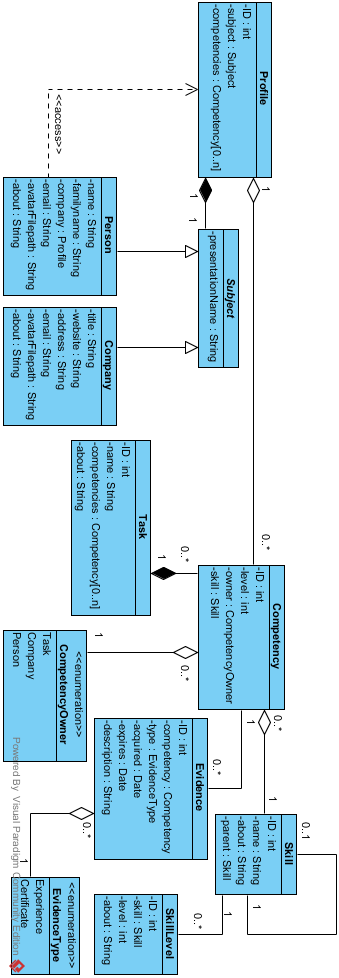 Profile
-ID : int
-subject : Subject
-competencies : Competency[0..n]
1
1
<<access>>
1
Subject
-presentationName : String
Person
-name : String
-familyname : String
-company : Profile
-email : String
-avatarFilepath : String
-about : String
Company
-title : String
-website : String
-address : String
-email : String
-avatarFilepath : String
-about : String
Task
-ID : int
-name : String
-competencies : Competency[0..n]
-about : String
0..*
0..*
1
Competency
-ID : int
-level : int
-owner : CompetencyOwner
-skill : Skill
0..*
1
0..*
1
<<enumeration>>
CompetencyOwner
Task
Company
Person
1
0..*
Evidence
-ID : int
-competency : Competency
-type : EvidenceType
-acquired : Date
-expires : Date
-description : String
0..*
1
Skill
-ID : int
-name : String
-about : String
-parent : Skill
0..1
1
1
0..*
<<enumeration>>
EvidenceType
Experience
Certificate
SkillLevel
-ID : int
-skill : Skill
-level : int
-about : String
Powered By Visual Paradigm Community Edition